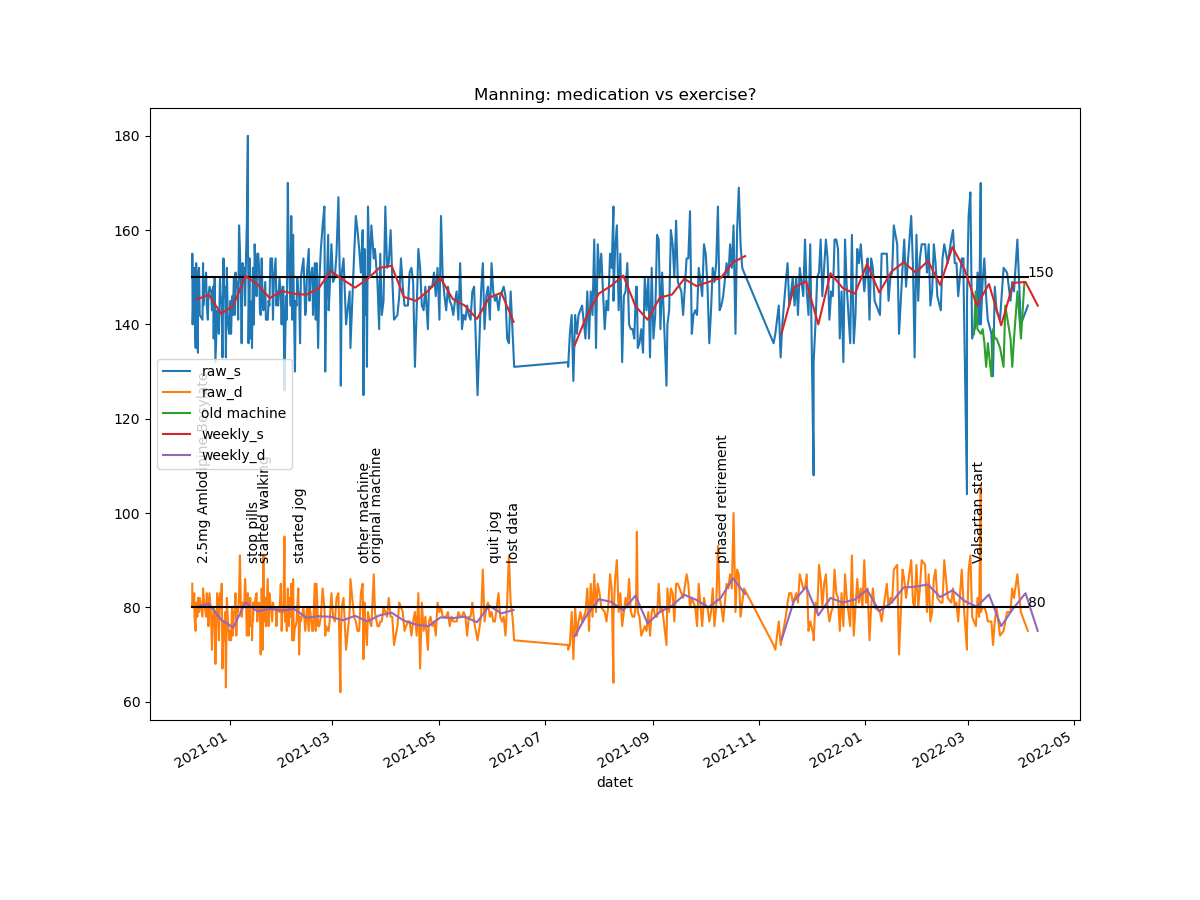 Manning: medication vs exercise?
180
160
140
120
100
80
60
150
80
raw_s
raw_d
old machine
weekly_s
weekly_d
2.5mg Amlodipine Besylate
stop pills
started walking
started jog
other machine
original machine
quit jog
lost data
phased retirement
Valsartan start
2021-01
2021-03
2021-05
2021-07
2021-09
2021-11
2022-01
2022-03
2022-05
datet